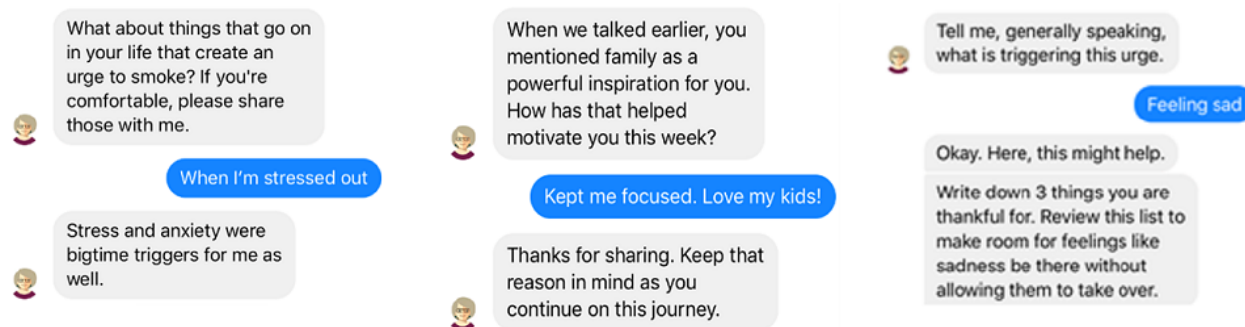 What about things that go on
in your life that create an
urge to smoke? If you're
comfortable, please share
those with me.
When I'm stressed out
Stress and anxiety were
bigtime triggers for me as
well.
When we talked earlier, you
mentioned family as a
powerful inspiration for you.
How has that helped
motivate you this week?
Kept me focused. Love my kids!
Thanks for sharing. Keep that
reason in mind as you
continue on this journey.
Tell me, generally speaking,
what is triggering this urge.
Feeling sad
Okay. Here, this might help.
Write down 3 things you are
thankful for. Review this list to
make room for feelings like
sadness be there without
allowing them to take over.